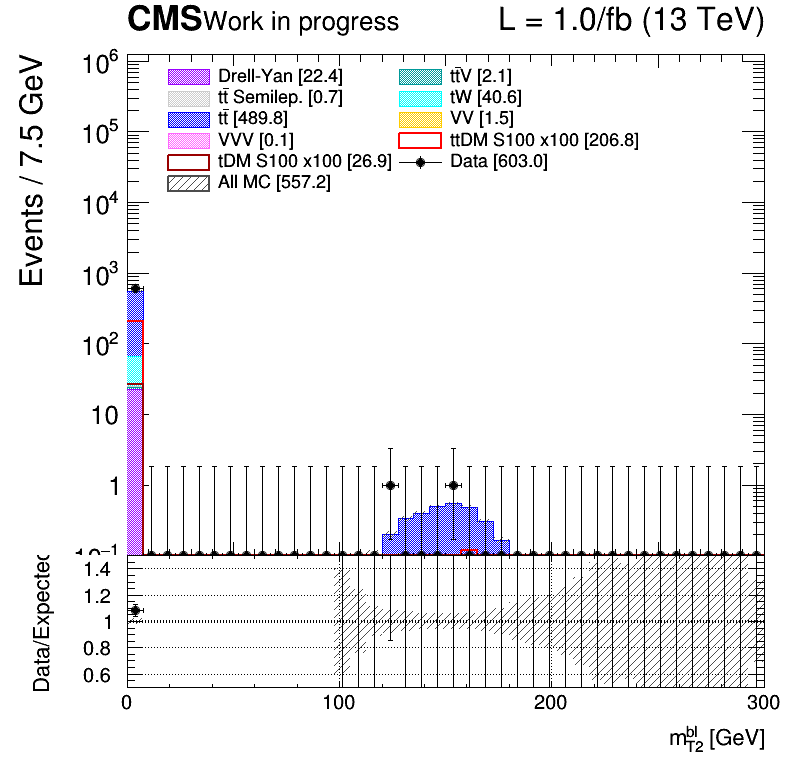 CMS Work in progress L = 1.0/fb (13 TeV)
Events / 7.5 GeV
10⁶
10⁵
10⁴
10³
10²
10
1
10⁻¹
Drell-Yan [22.4]
tt̄V [2.1]
tt̄ Semilep. [0.7]
tW [40.6]
tt̄ [489.8]
VV [1.5]
VVV [0.1]
ttDM S100 x100 [206.8]
tDM S100 x100 [26.9]
Data [603.0]
All MC [557.2]
Data/Expected
1.4
1.2
1
0.8
0.6
0 100 200 300
m_T2^bl [GeV]